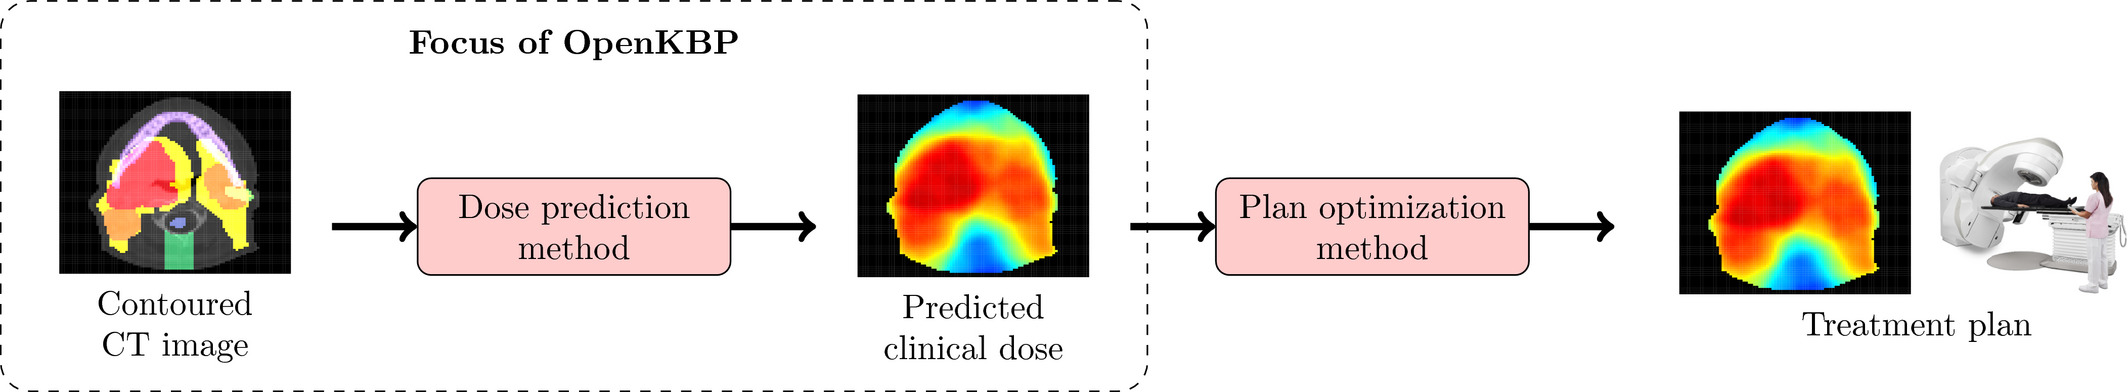 Focus of OpenKBP
Contoured
CT image
Dose prediction
method
Predicted
clinical dose
Plan optimization
method
Treatment plan